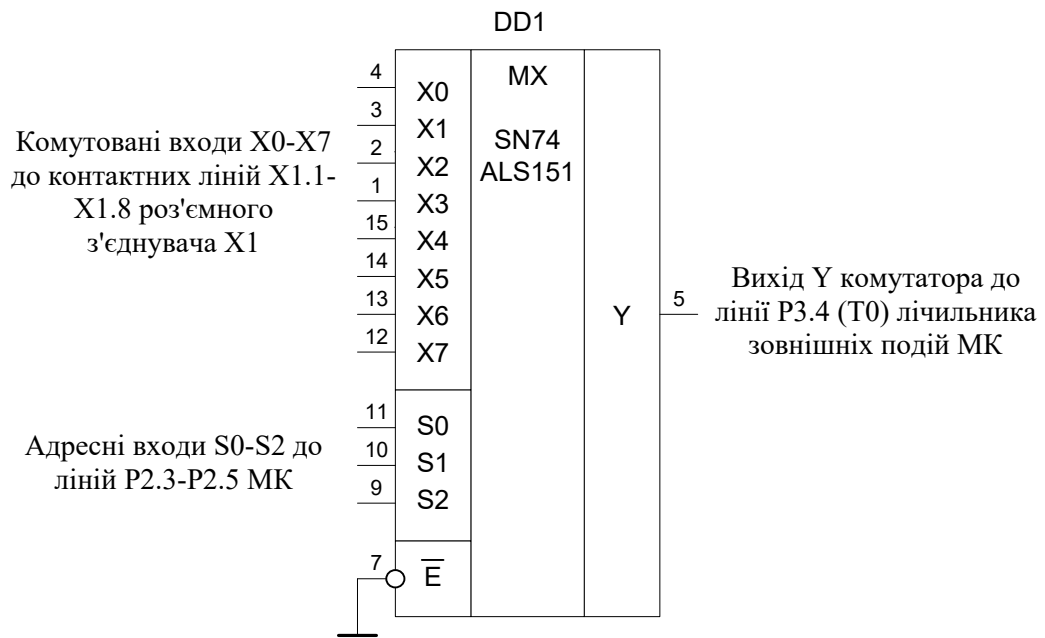 DD1
Комутовані входи X0-X7
до контактних ліній X1.1-
X1.8 роз'ємного
з'єднувача X1
4
3
2
1
15
14
13
12
X0
X1
X2
X3
X4
X5
X6
X7
MX
SN74
ALS151
Y
5
Вихід Y комутатора до
лінії P3.4 (T0) лічильника
зовнішніх подій МК
Адресні входи S0-S2 до
ліній P2.3-P2.5 МК
11
10
9
S0
S1
S2
7
E